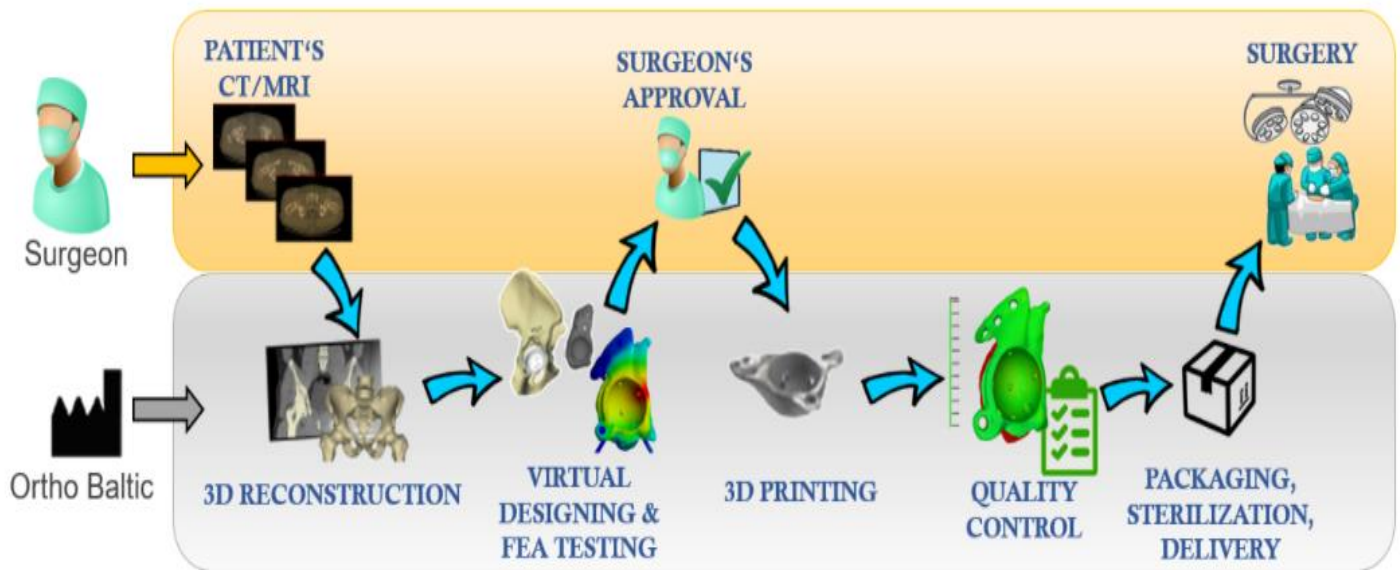 PATIENT‘S
CT/MRI
SURGEON‘S
APPROVAL
SURGERY
Surgeon
Ortho Baltic
3D RECONSTRUCTION
VIRTUAL
DESIGNING &
FEA TESTING
3D PRINTING
QUALITY
CONTROL
PACKAGING,
STERILIZATION,
DELIVERY